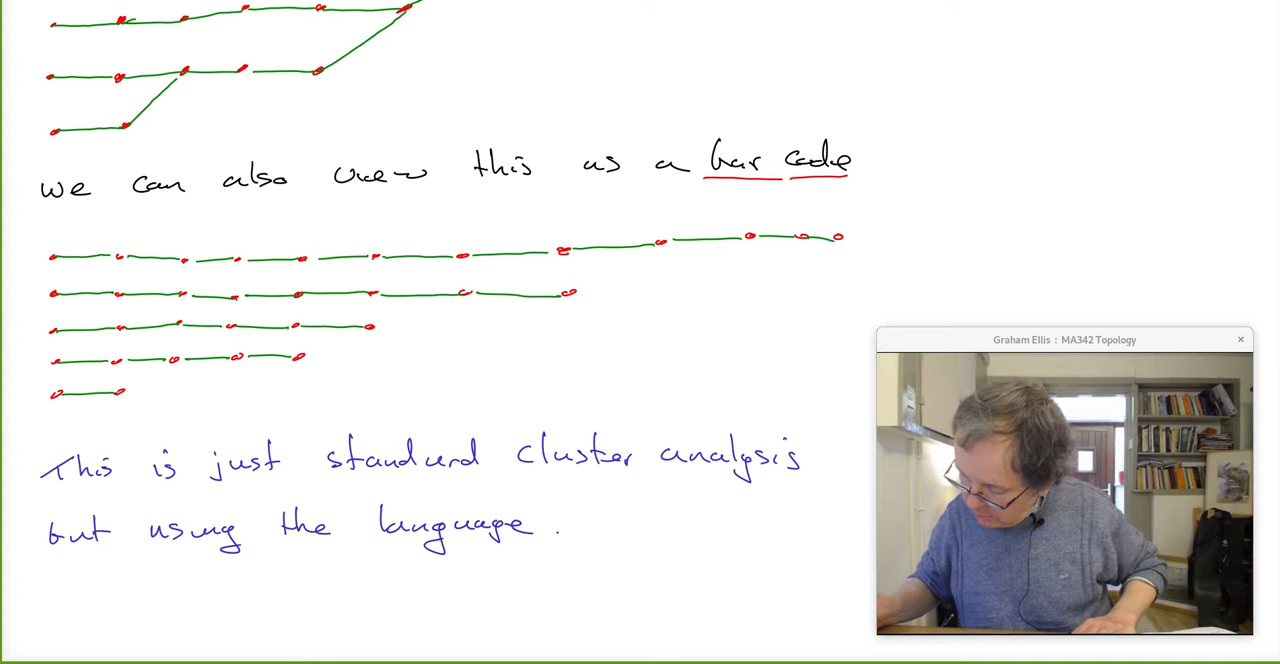 we can also view this as a bar code
Graham Ellis : MA342 Topology
This is just standard cluster analysis
but using the language .